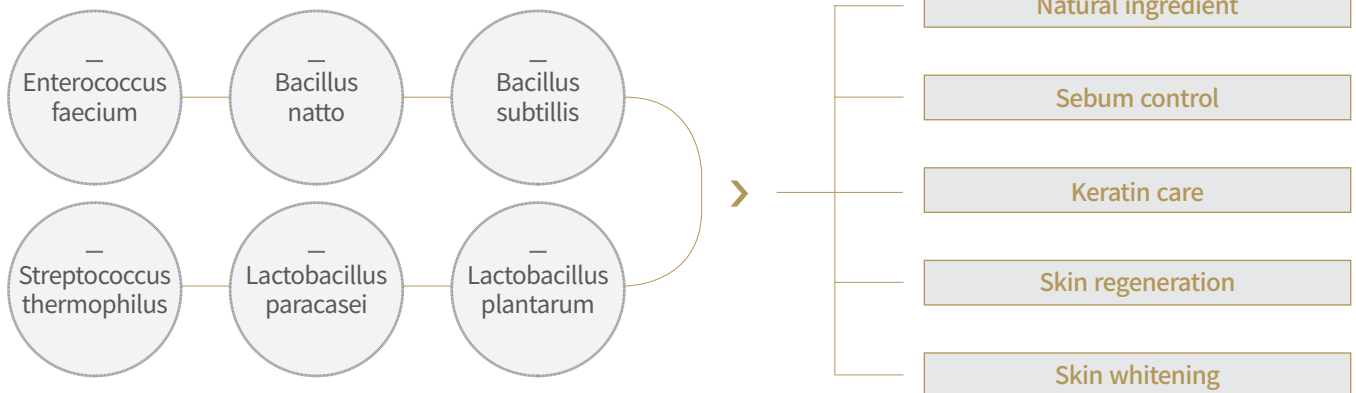 Enterococcus
faecium
Bacillus
natto
Bacillus
subtillis
Streptococcus
thermophilus
Lactobacillus
paracasei
Lactobacillus
plantarum
Natural ingredient
Sebum control
Keratin care
Skin regeneration
Skin whitening